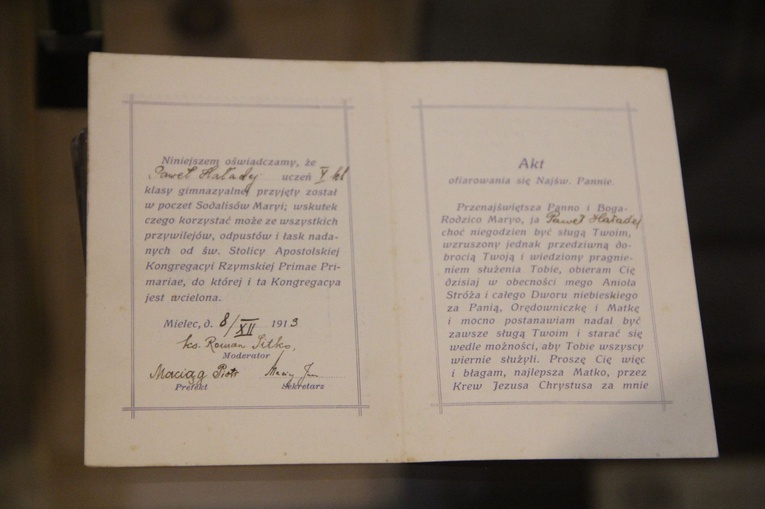 Niniejszem oświadczamy, że
Paweł Hałady uczeń V kl
klasy gimnazyalnej przyjęty został
w poczet Sodalisów Maryi; wskutek
czego korzystać może ze wszystkich
przywilejów, odpustów i łask nada-
nych od św. Stolicy Apostolskiej
Kongregacyi Rzymskiej Primae Pri-
mariae, do której i ta Kongregacya
jest wcielona.
Mielec, d. 8/XII 1913
ks. Roman Sitko,
Moderator
Maciąg Piotr
Prefekt Sekretarz
Akt
ofiarowania się Najśw. Pannie.
Przenajświętsza Panno i Boga-
Rodzico Maryo, ja Paweł Hałady
choć niegodzien być sługą Twoim,
wzruszony jednak przedziwną do-
brocią Twoją i wiedziony pragnie-
niem służenia Tobie, obieram Cię
dzisiaj w obecności mego Anioła
Stróża i całego Dworu niebieskiego
za Panią, Orędowniczkę i Matkę
i mocno postanawiam nadal być
zawsze sługą Twoim i starać się
wedle możności, aby Tobie wszyscy
wiernie służyli. Proszę Cię więc
i błagam, najlepsza Matko, przez
Krew Jezusa Chrystusa za mnie